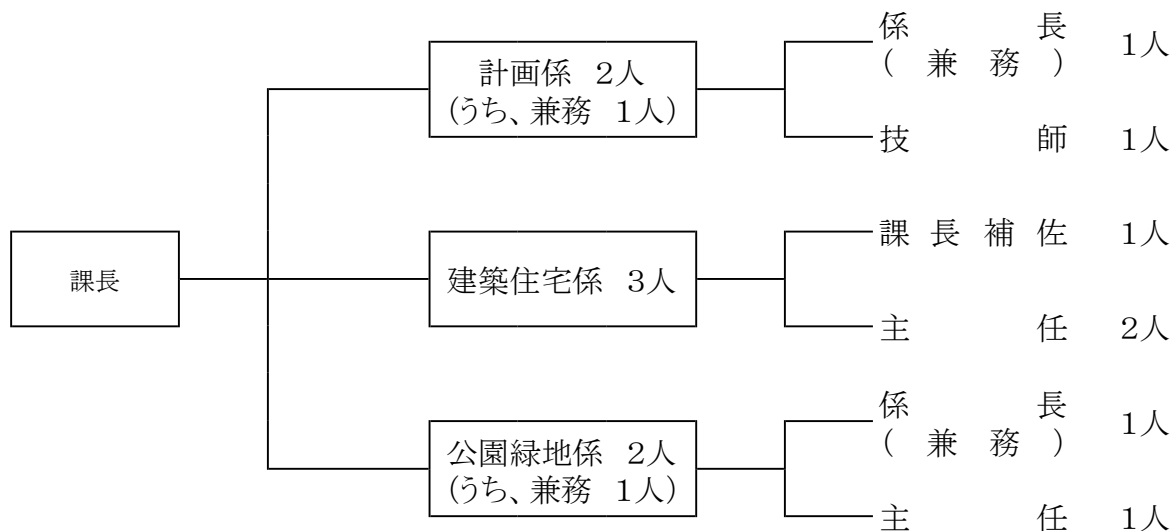 課長
計画係 2人
(うち、兼務 1人)
係長
(兼務)
1人
技師 1人
建築住宅係 3人
課長補佐 1人
主任 2人
公園緑地係 2人
(うち、兼務 1人)
係長
(兼務)
1人
主任 1人